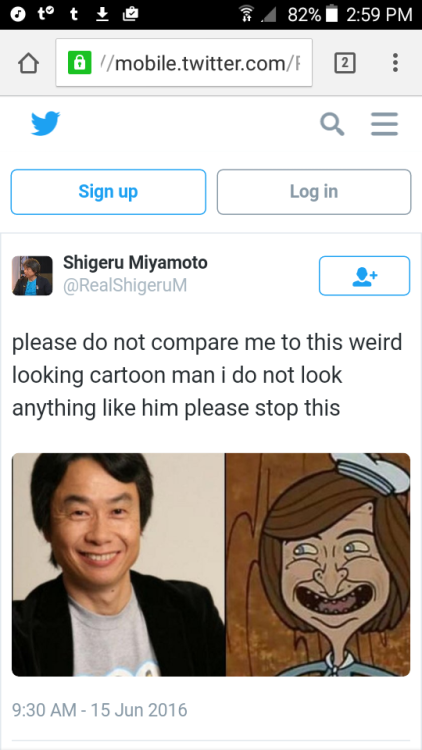 82% 2:59 PM
//mobile.twitter.com/
2
Sign up
Log in
Shigeru Miyamoto
@RealShigeruM
please do not compare me to this weird
looking cartoon man i do not look
anything like him please stop this
9:30 AM - 15 Jun 2016